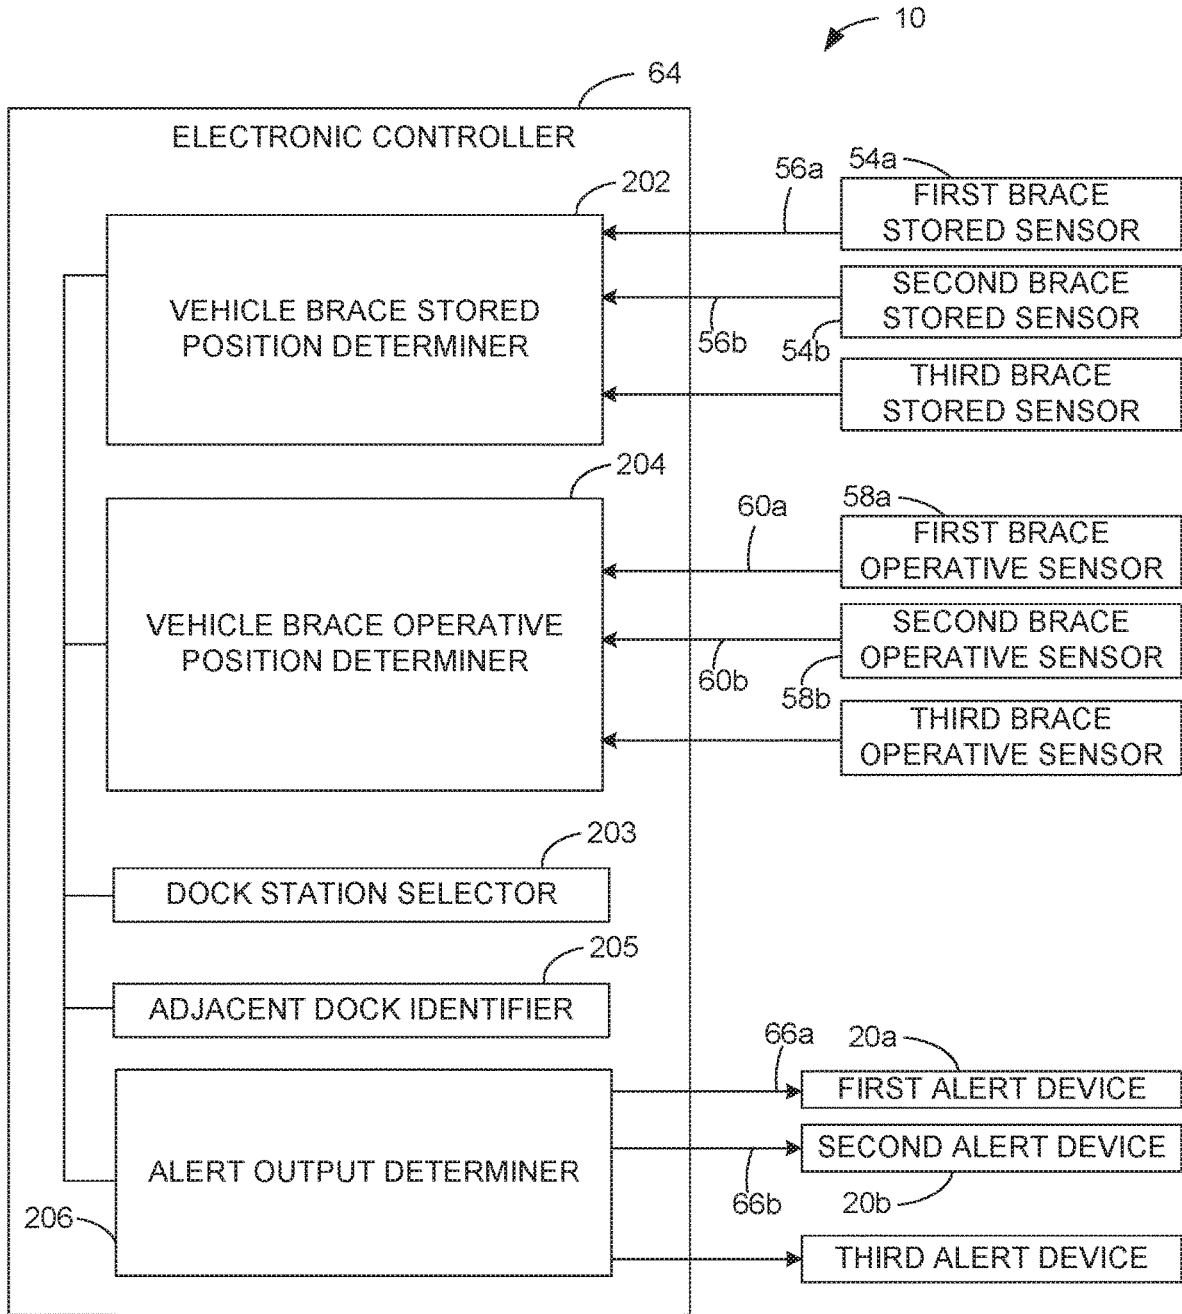 10
64
ELECTRONIC CONTROLLER
202
VEHICLE BRACE STORED
POSITION DETERMINER
56a
54a
FIRST BRACE
STORED SENSOR
56b
SECOND BRACE
STORED SENSOR
54b
THIRD BRACE
STORED SENSOR
204
VEHICLE BRACE OPERATIVE
POSITION DETERMINER
60a
58a
FIRST BRACE
OPERATIVE SENSOR
60b
SECOND BRACE
OPERATIVE SENSOR
58b
THIRD BRACE
OPERATIVE SENSOR
203
DOCK STATION SELECTOR
205
ADJACENT DOCK IDENTIFIER
206
ALERT OUTPUT DETERMINER
66a
20a
FIRST ALERT DEVICE
66b
SECOND ALERT DEVICE
20b
THIRD ALERT DEVICE